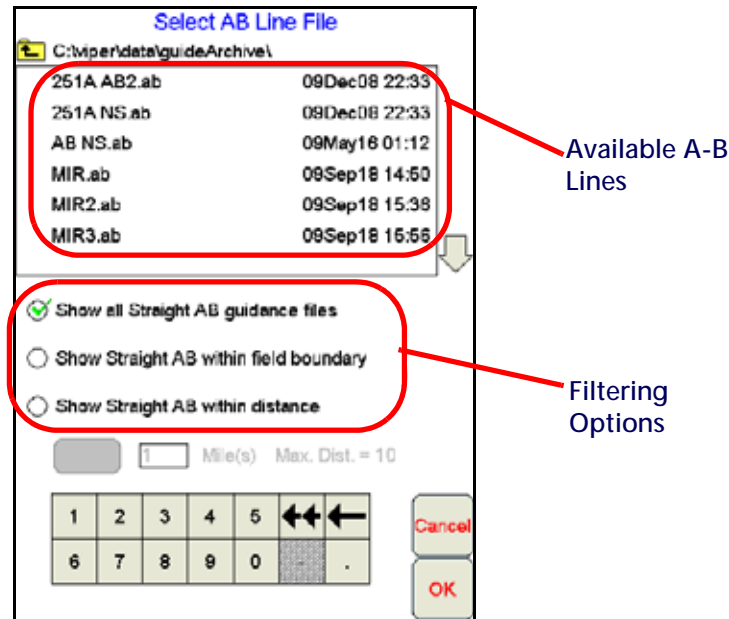 Select AB Line File
C:\viper\data\guideArchive\
251A AB2.ab 09Dec08 22:33
251A NS.ab 09Dec08 22:33
AB NS.ab 09May16 01:12
MIR.ab 09Sep18 14:50
MIR2.ab 09Sep18 15:36
MIR3.ab 09Sep18 15:56
Available A-B
Lines
Show all Straight AB guidance files
Show Straight AB within field boundary
Show Straight AB within distance
Filtering
Options
1 Mile(s) Max. Dist. = 10
1 2 3 4 5
Cancel
6 7 8 9 0 - .
OK